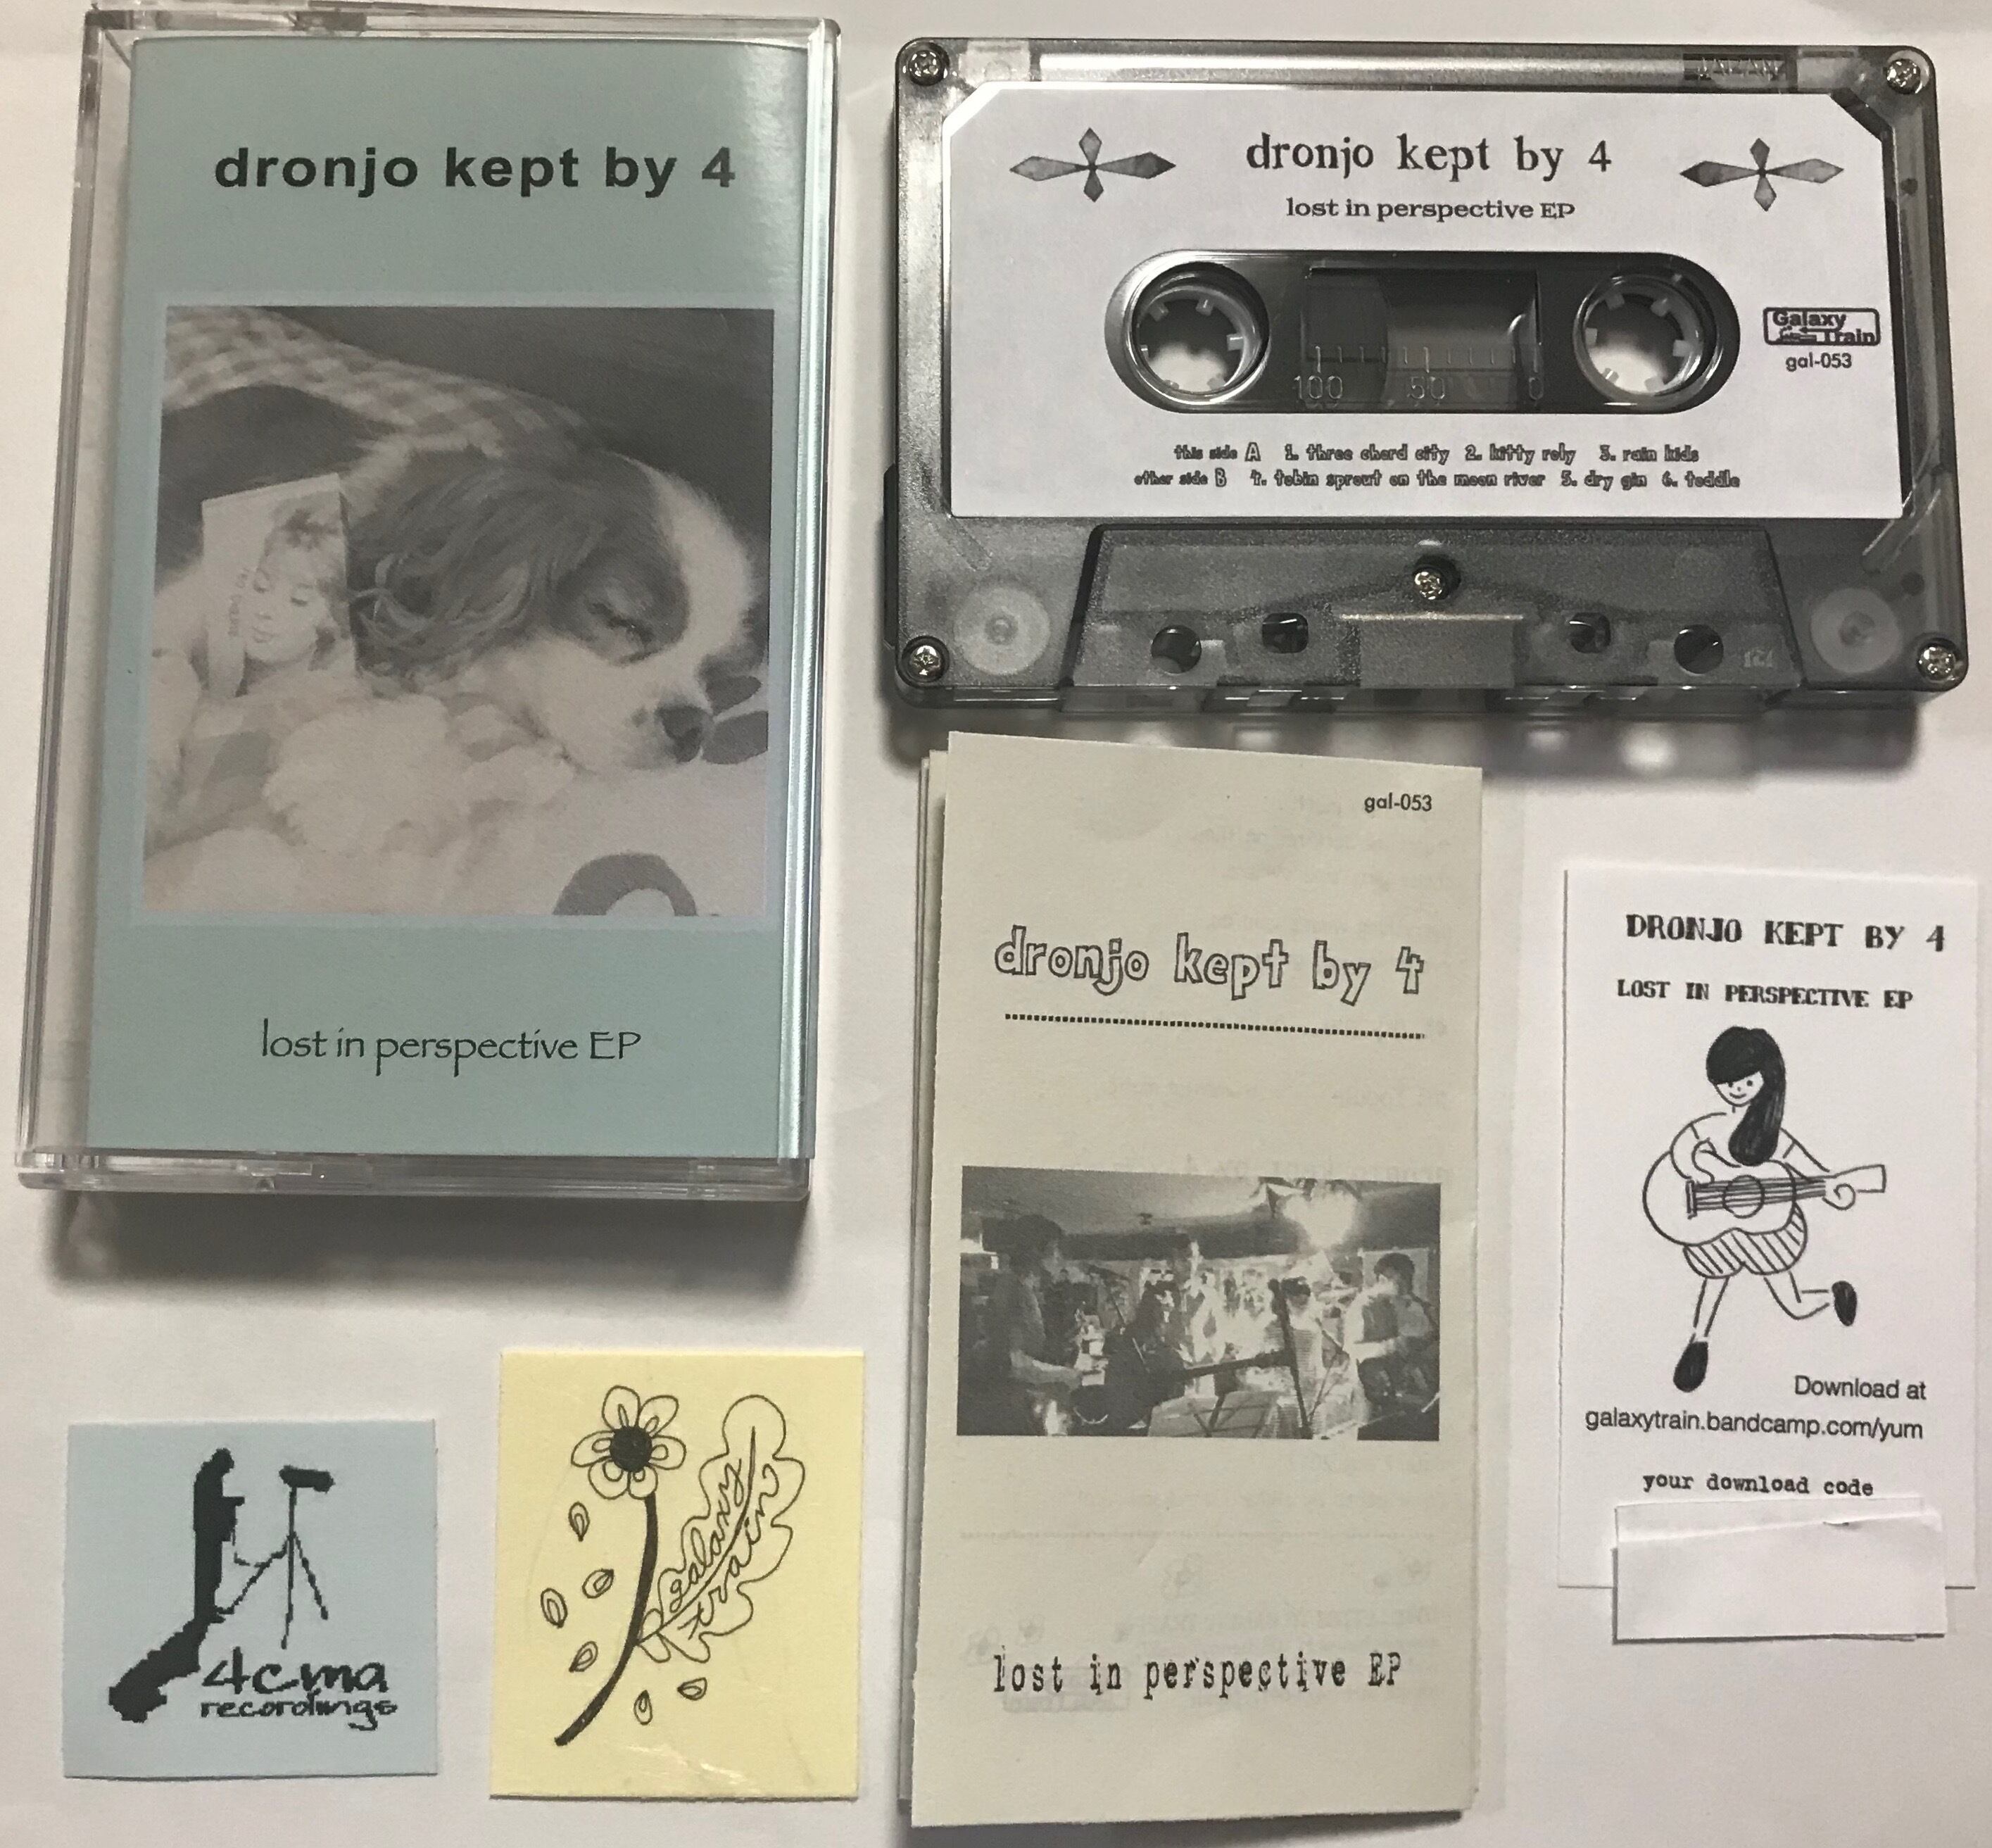 dronjo kept by 4
lost in perspective EP
dronjo kept by 4
lost in perspective EP
100 50 0
Galaxy
Train
gal-053
this side A 1. three chord city 2. kitty roly 3. rain kids
other side B 4. tobin sprout on the moon river 5. dry gin 6. toddle
gal-053
dronjo kept by 4
lost in perspective EP
DRONJO KEPT BY 4
LOST IN PERSPECTIVE EP
Download at
galaxytrain.bandcamp.com/yum
your download code
4cma
recordings
galaxy
train